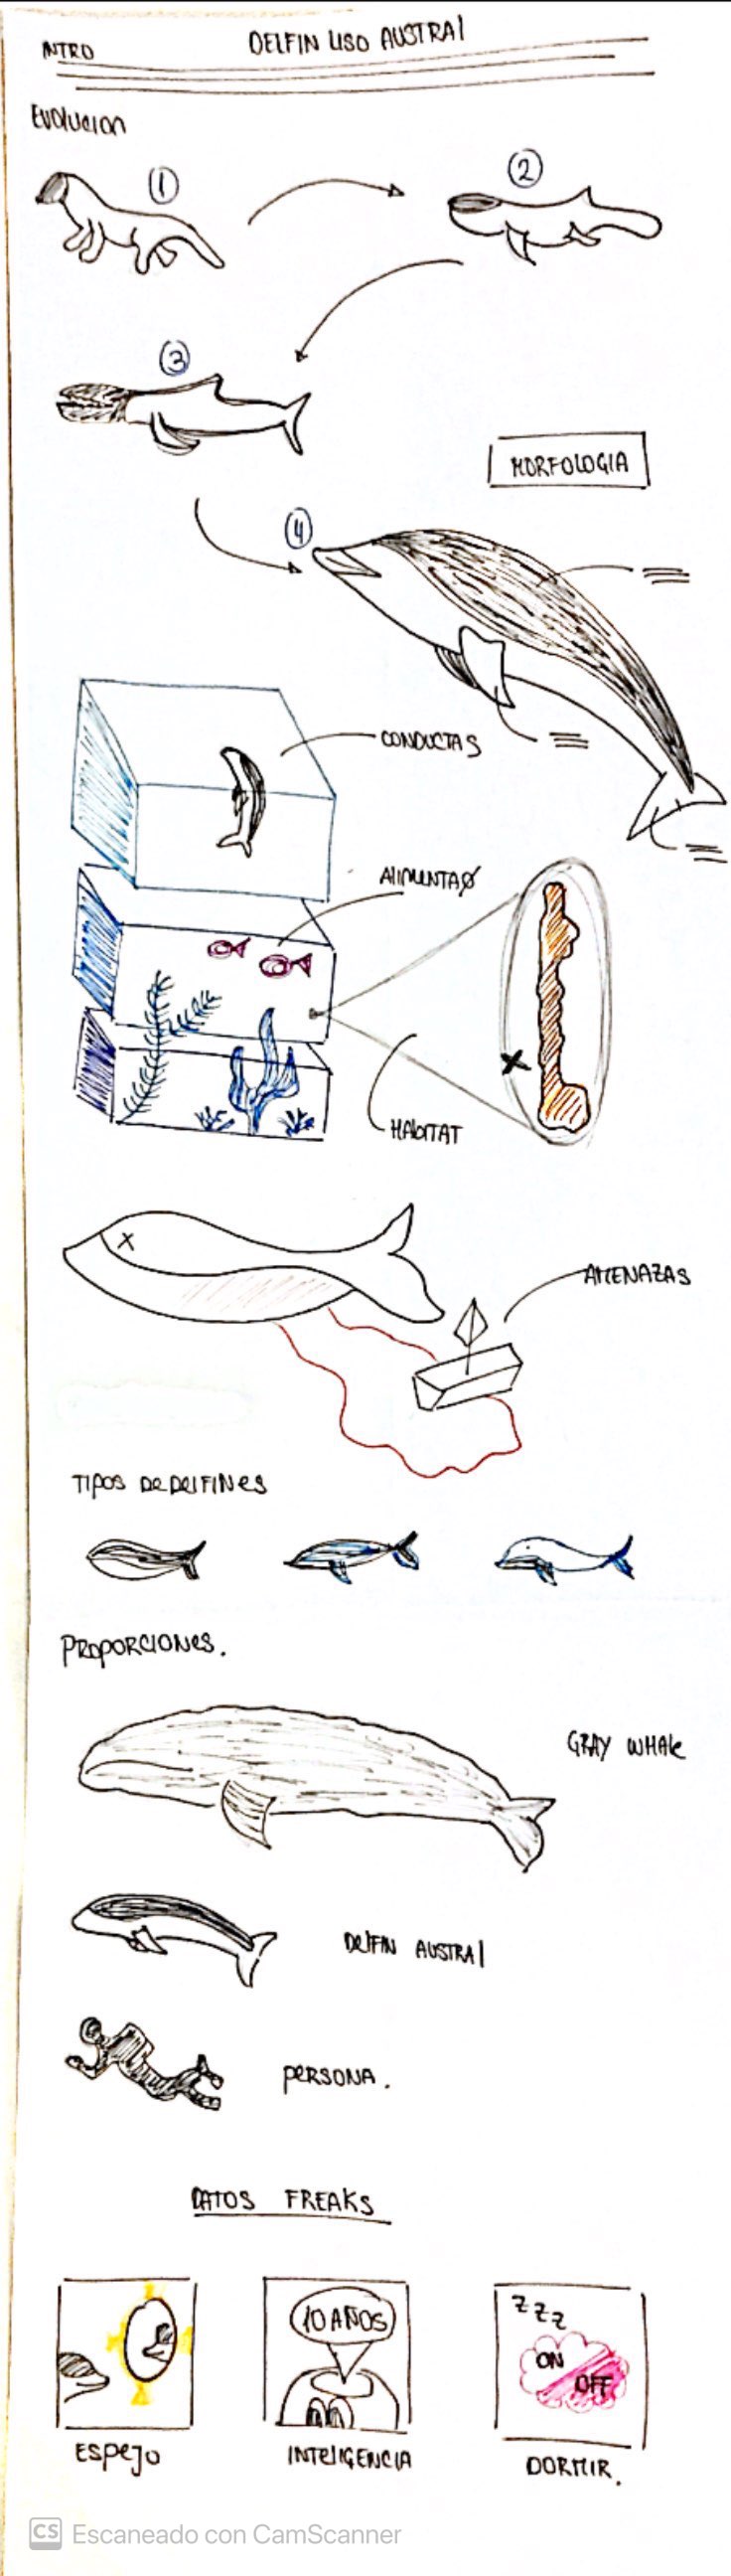 INTRO
DELFIN LISO AUSTRAL
EVOLUCION
1
2
3
MORFOLOGIA
4
CONDUCTAS
HABITAT
AMENAZAS
TIPOS DE DELFINES
PROPORCIONES.
GRAY WHALE
DELFIN AUSTRAL
PERSONA.
DATOS FREAKS
10 AÑOS
ZZZ
ON
OFF
ESPEJO
INTELIGENCIA
DORMIR.
CS Escaneado con CamScanner